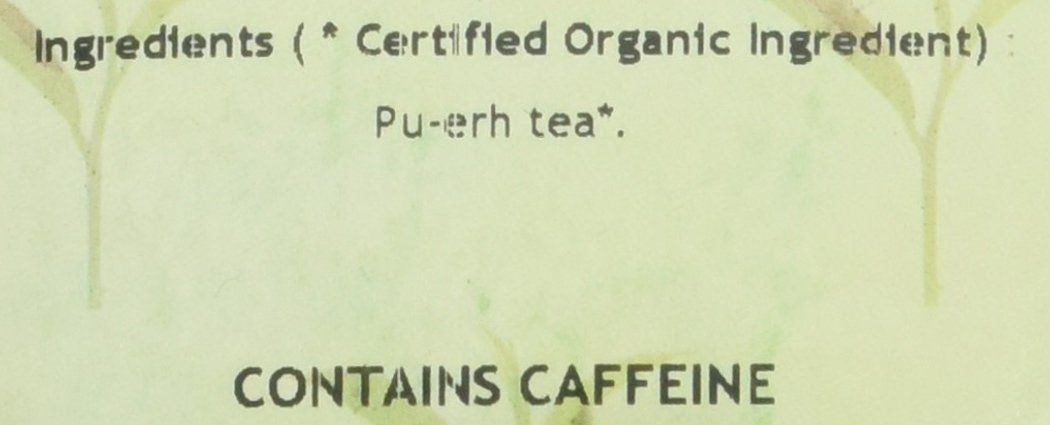 Ingredients ( * Certified Organic Ingredient) :
Pu-erh tea*.
CONTAINS CAFFEINE